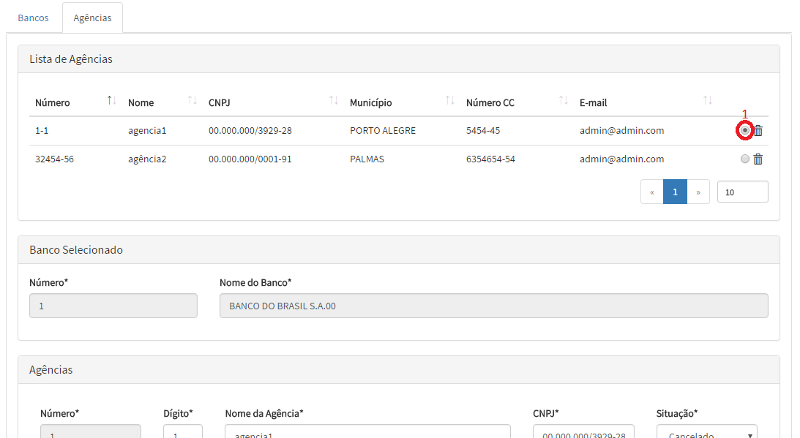 Bancos Agências
Lista de Agências
Número Nome CNPJ Município Número CC E-mail
1
1-1 agencia1 00.000.000/3929-28 PORTO ALEGRE 5454-45 admin@admin.com
32454-56 agência2 00.000.000/0001-91 PALMAS 6354654-54 admin@admin.com
« 1 » 10
Banco Selecionado
Número* Nome do Banco*
1 BANCO DO BRASIL S.A.00
Agências
Número* Dígito* Nome da Agência* CNPJ* Situação*
1 1 agencia1 00.000.000/3929-28 Cancelado